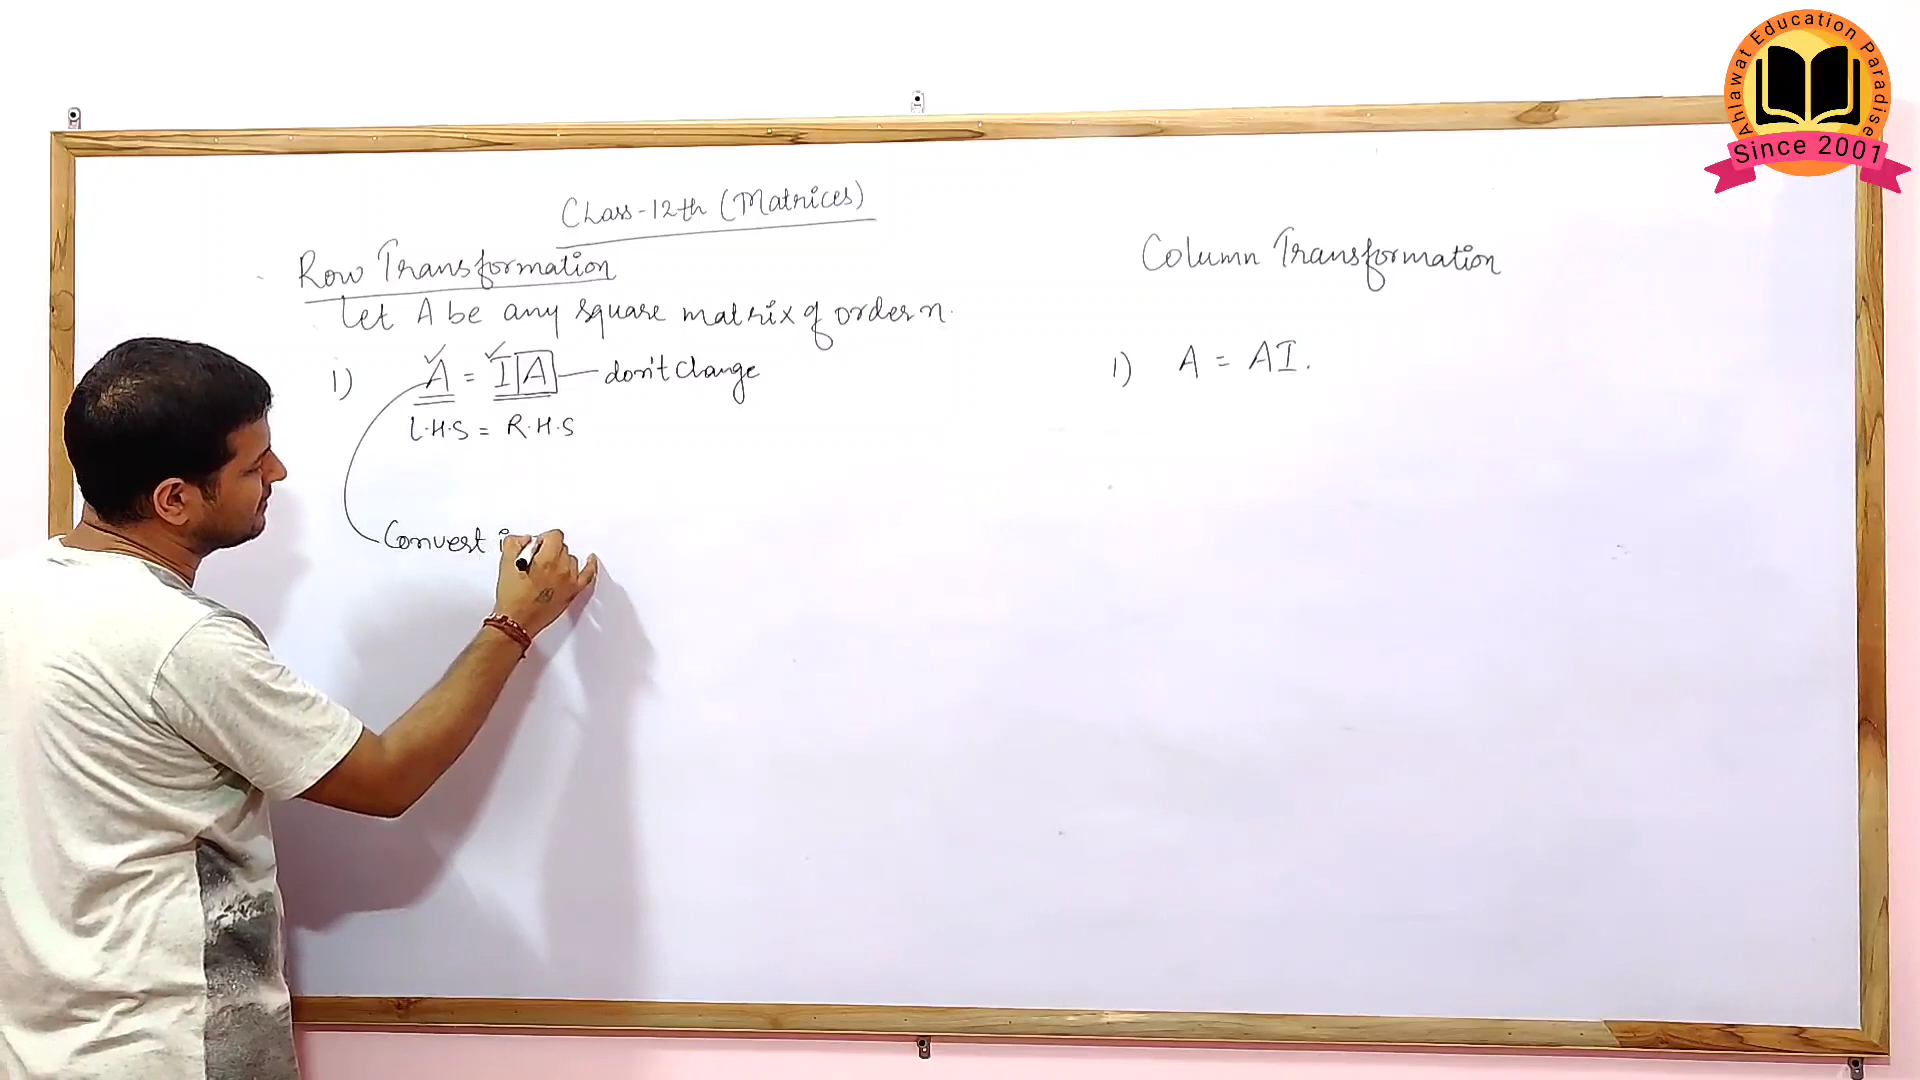 Ahlawat Education Paradise
Since 2001
Class-12th (Matrices)
Row Transformation
Let A be any square matrix of order n.
1) A = I A — don't change
L.H.S = R.H.S
Convert
Column Transformation
1) A = AI.